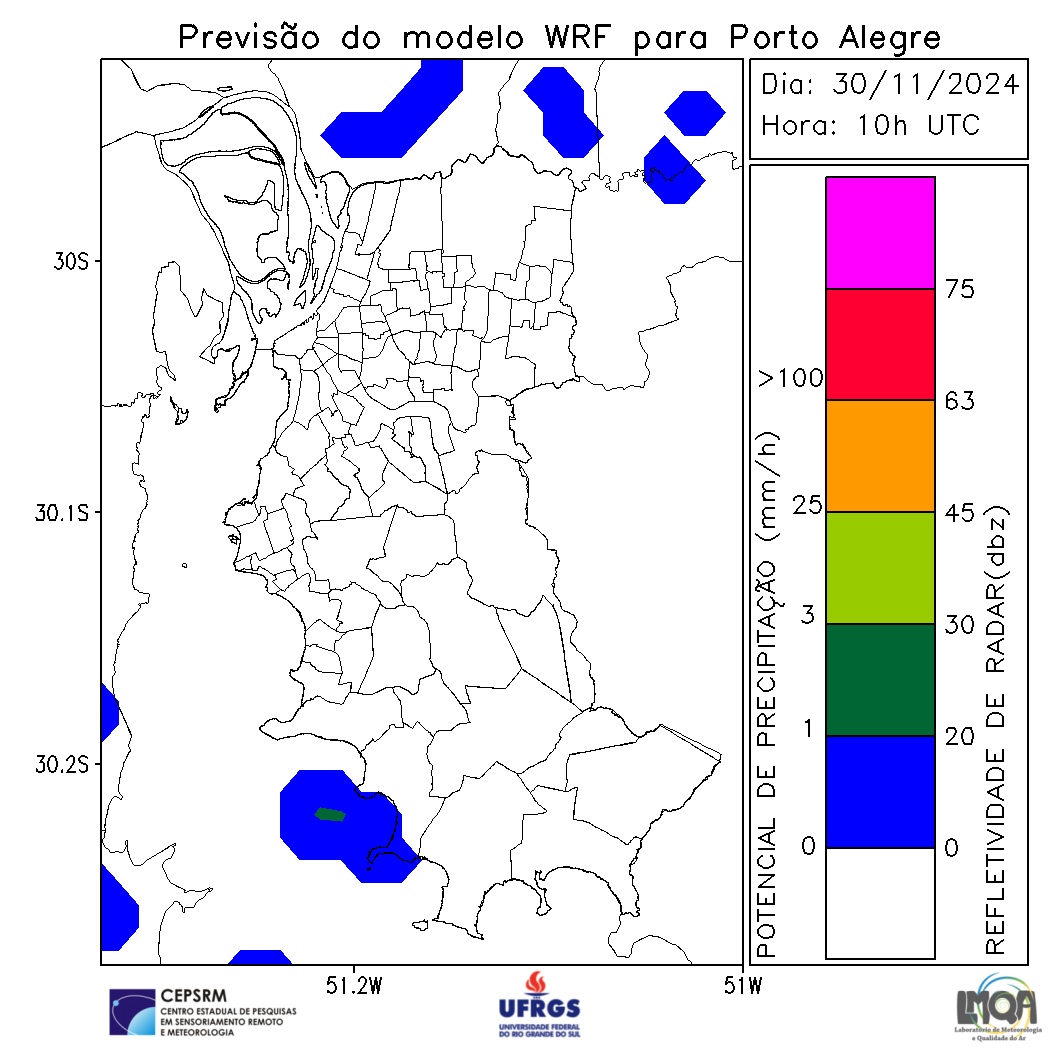 Previsão do modelo WRF para Porto Alegre
Dia: 30/11/2024
Hora: 10h UTC
30S
30.1S
30.2S
51.2W
51W
POTENCIAL DE PRECIPITAÇÃO (mm/h)
>100
25
3
1
0
75
63
45
30
20
0
REFLETIVIDADE DE RADAR(dbz)
CEPSRM
CENTRO ESTADUAL DE PESQUISAS
EM SENSORIAMENTO REMOTO
E METEOROLOGIA
UFRGS
UNIVERSIDADE FEDERAL
DO RIO GRANDE DO SUL
LMQA
Laboratório de Meteorologia
e Qualidade do Ar